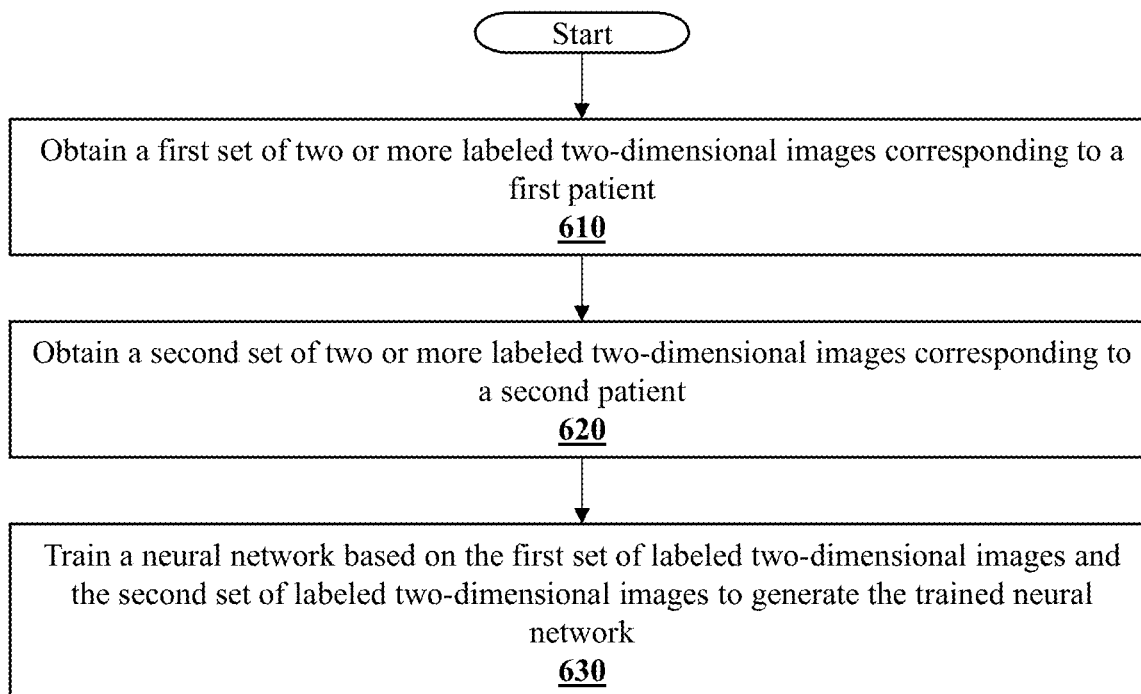 Start
Obtain a first set of two or more labeled two-dimensional images corresponding to a
first patient
610
Obtain a second set of two or more labeled two-dimensional images corresponding to
a second patient
620
Train a neural network based on the first set of labeled two-dimensional images and
the second set of labeled two-dimensional images to generate the trained neural
network
630